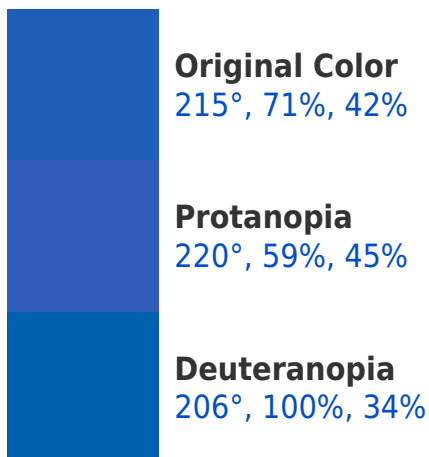 Original Color
215°, 71%, 42%
Protanopia
220°, 59%, 45%
Deuteranopia
206°, 100%, 34%